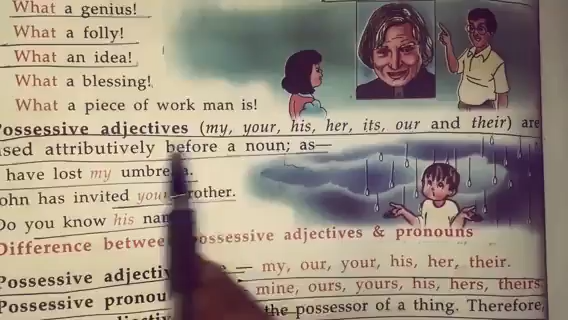 What a genius!
What a folly!
What an idea!
What a blessing!
What a piece of work man is!
Possessive adjectives (my, your, his, her, its, our and their) are
used attributively before a noun; as—
have lost my
John has invited your brother.
Do you know his
Difference between possessive adjectives & pronouns
Possessive — my, our, your, his, her, their.
Possessive mine, ours, yours, his, hers, theirs
the possessor of a thing. Therefore,